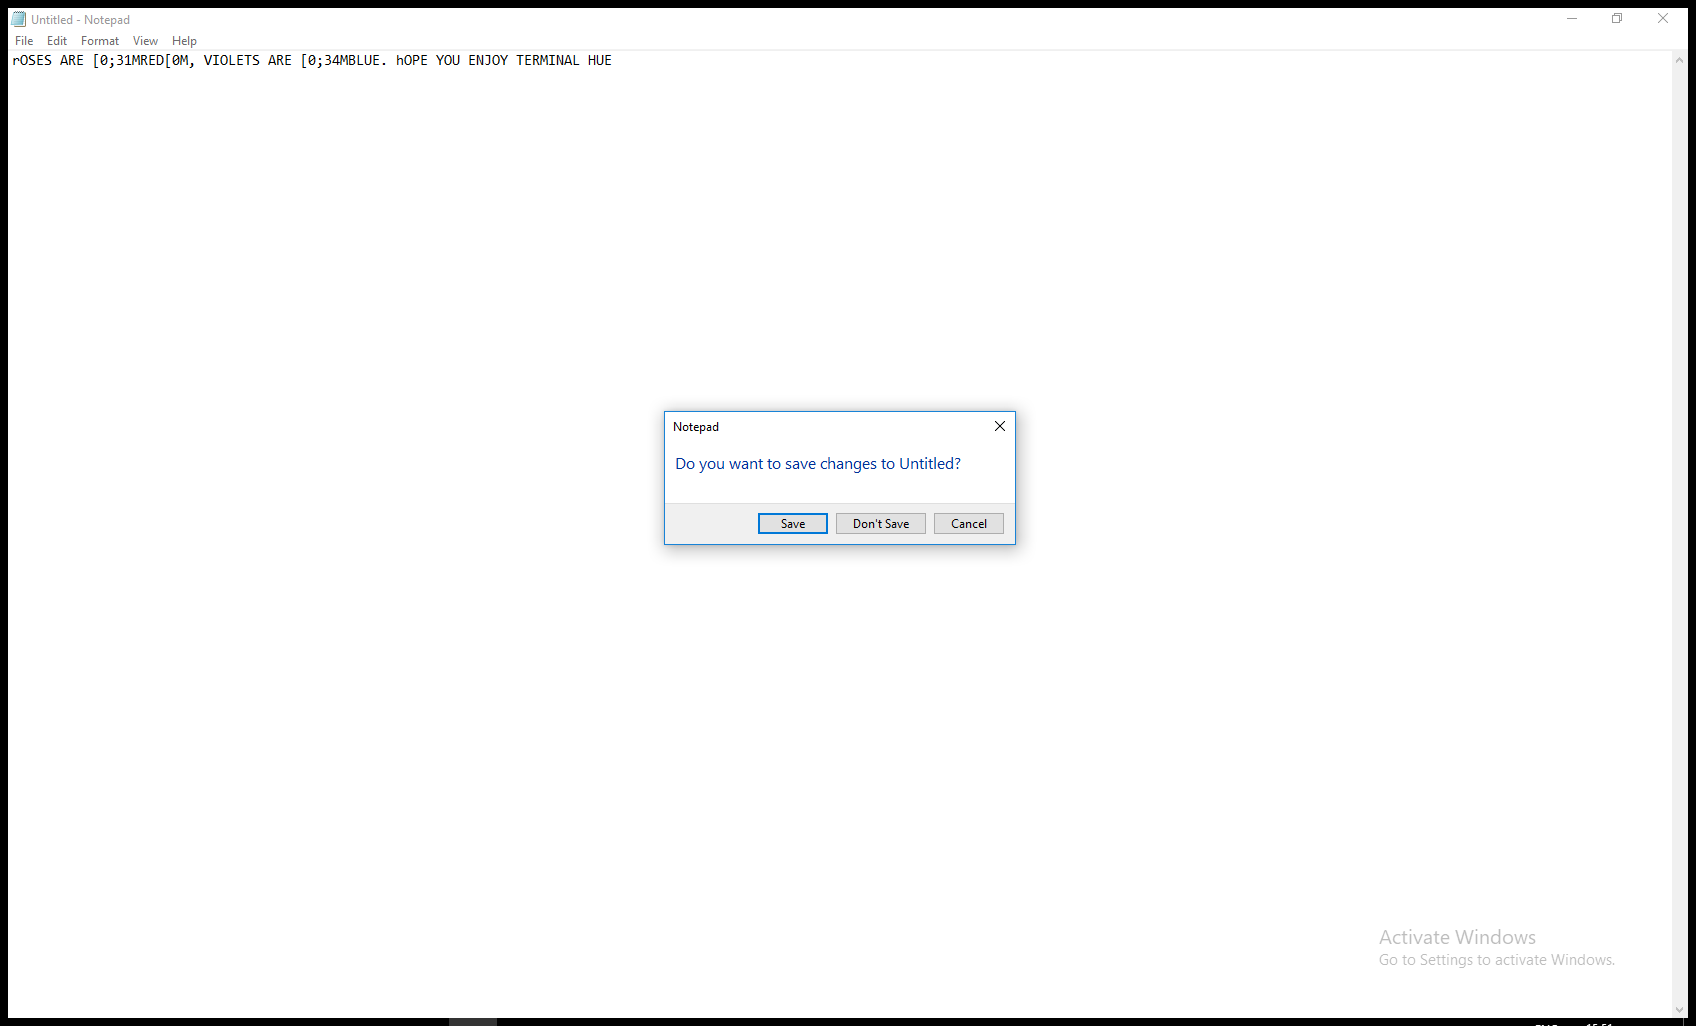 Untitled - Notepad
File Edit Format View Help
rOSES ARE [0;31MRED[0M, VIOLETS ARE [0;34MBLUE. hOPE YOU ENJOY TERMINAL HUE
Notepad
Do you want to save changes to Untitled?
Save Don't Save Cancel
Activate Windows
Go to Settings to activate Windows.